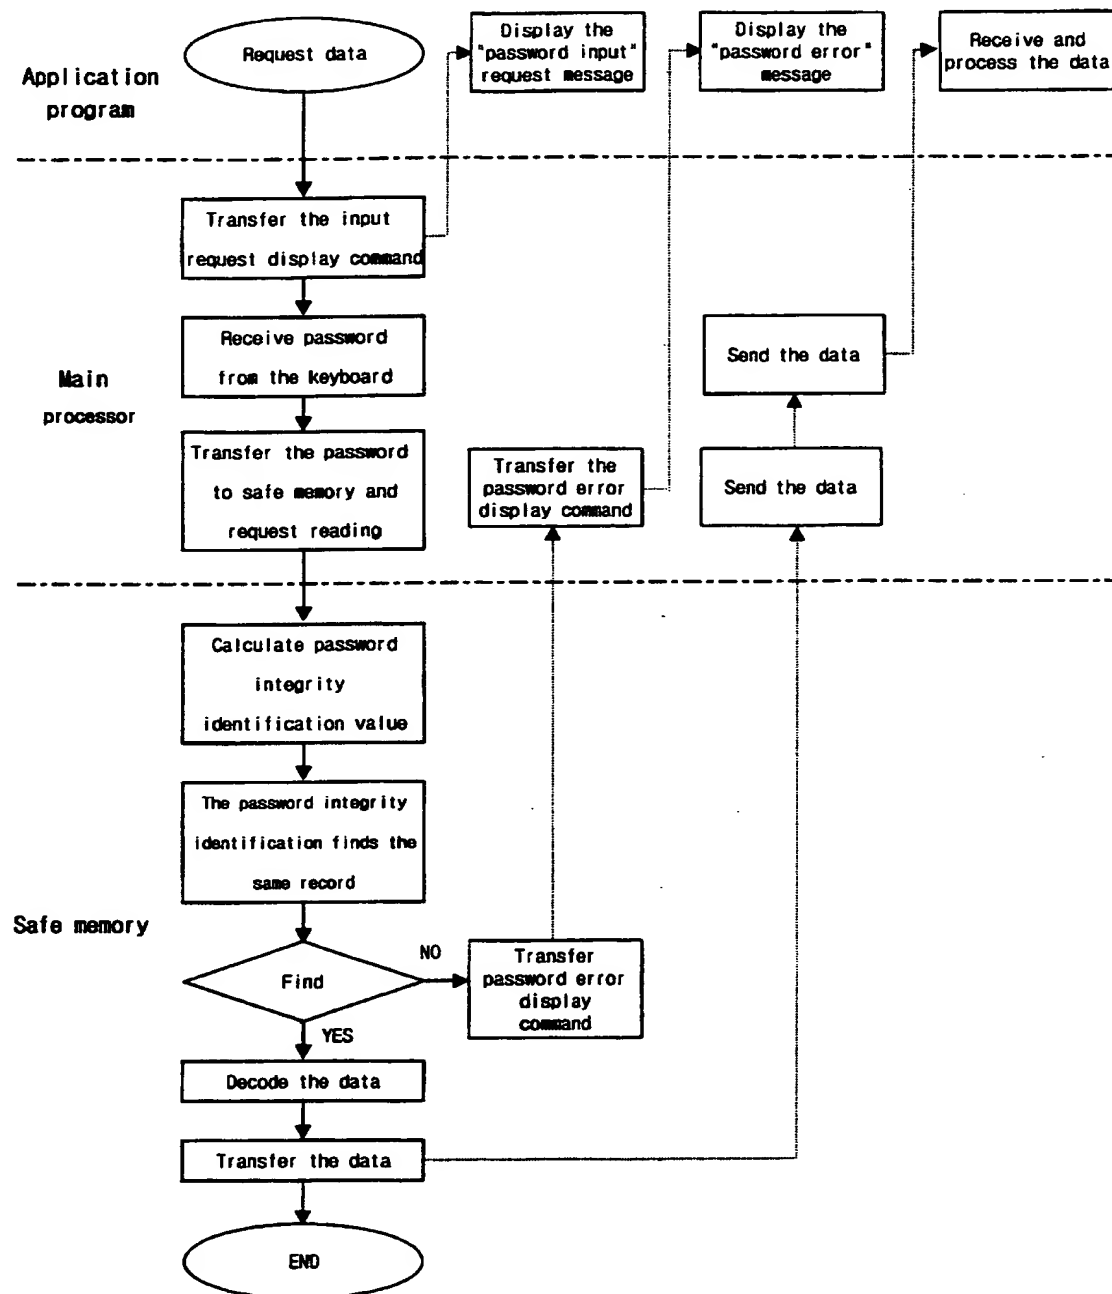 Application
program
Request data
Display the
"password input"
request message
Display the
"password error"
message
Receive and
process the data
Main
processor
Transfer the input
request display command
Receive password
from the keyboard
Transfer the password
to safe memory and
request reading
Transfer the
password error
display command
Send the data
Send the data
Safe memory
Calculate password
integrity
identification value
The password integrity
identification finds the
same record
Find
NO
Transfer
password error
display
command
YES
Decode the data
Transfer the data
END